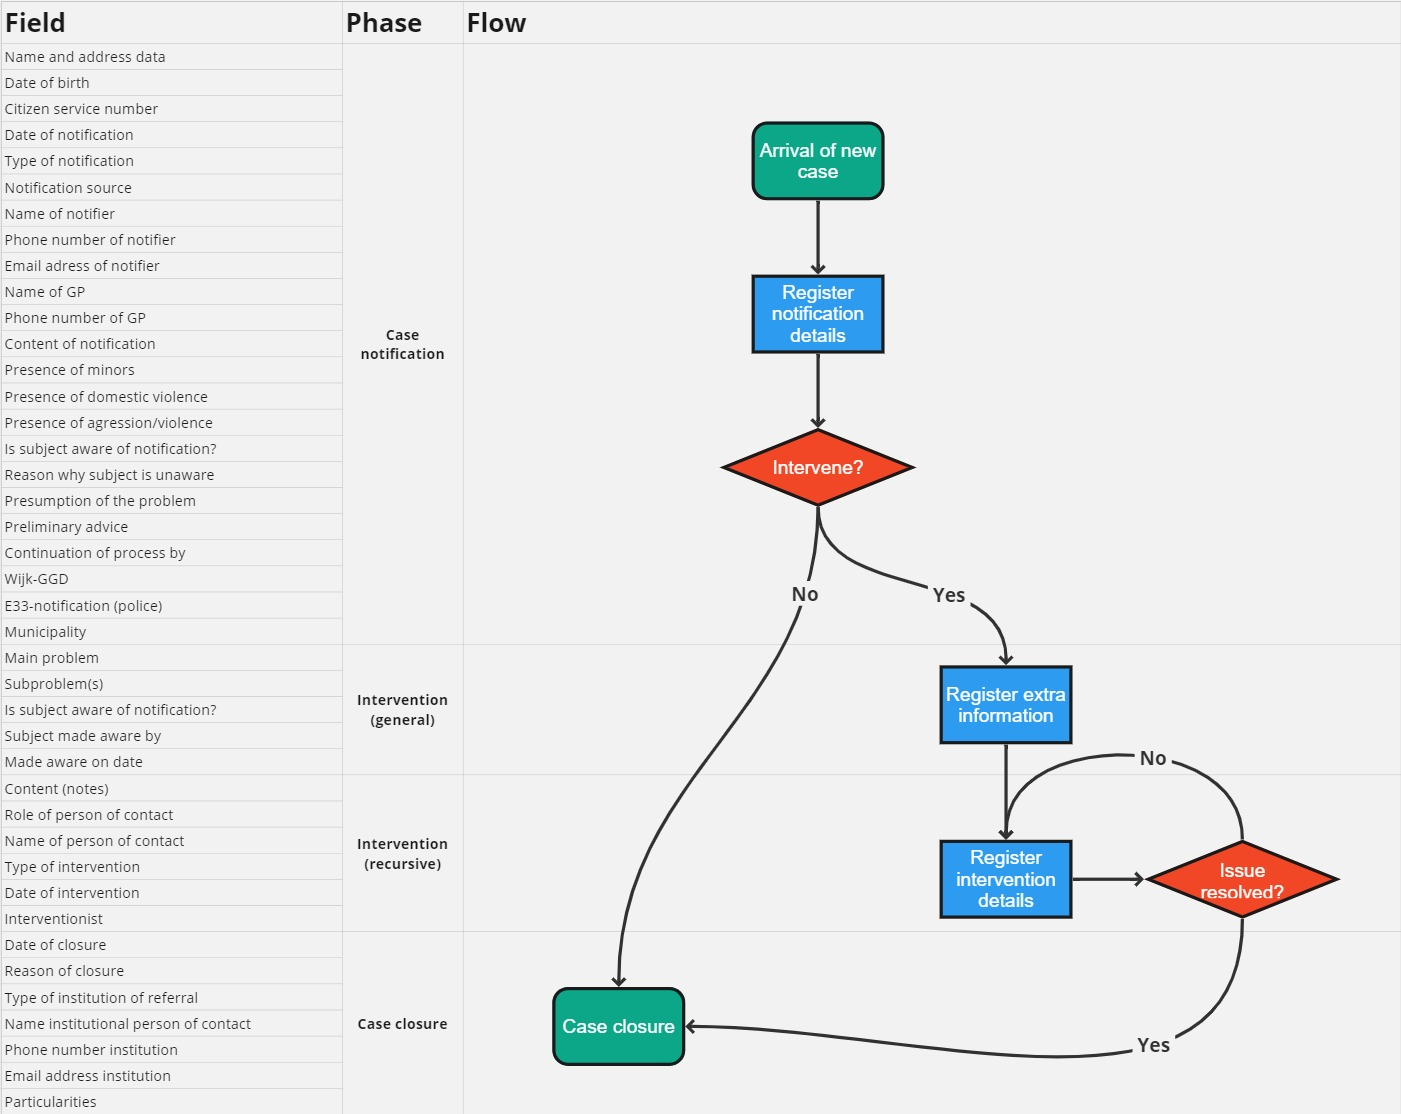 Field
Phase
Flow
Name and address data
Date of birth
Citizen service number
Date of notification
Type of notification
Notification source
Name of notifier
Phone number of notifier
Email adress of notifier
Name of GP
Phone number of GP
Content of notification
Presence of minors
Presence of domestic violence
Presence of agression/violence
Is subject aware of notification?
Reason why subject is unaware
Presumption of the problem
Preliminary advice
Continuation of process by
Wijk-GGD
E33-notification (police)
Municipality
Main problem
Subproblem(s)
Is subject aware of notification?
Subject made aware by
Made aware on date
Content (notes)
Role of person of contact
Name of person of contact
Type of intervention
Date of intervention
Interventionist
Date of closure
Reason of closure
Type of institution of referral
Name institutional person of contact
Phone number institution
Email address institution
Particularities
Case
notification
Intervention
(general)
Intervention
(recursive)
Case closure
Arrival of new
case
Register
notification
details
Intervene?
No
Yes
Register extra
information
No
Register
intervention
details
Issue
resolved?
Case closure
Yes